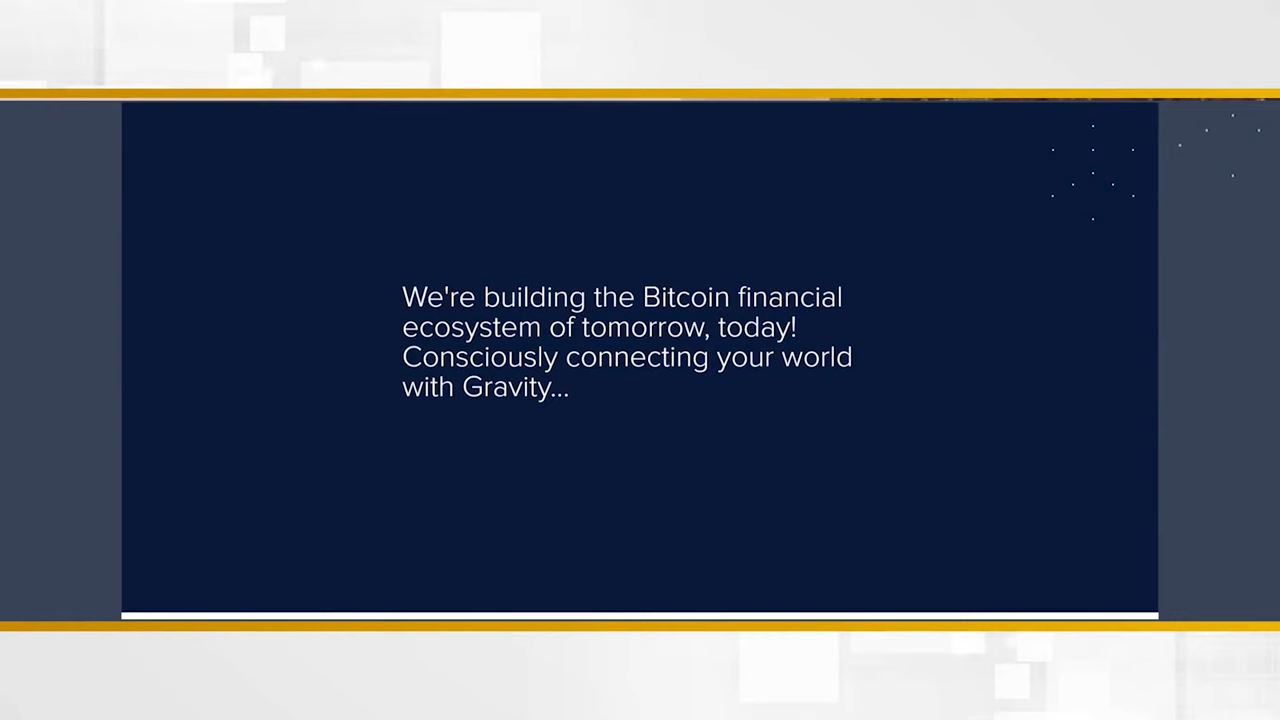 We're building the Bitcoin financial
ecosystem of tomorrow, today!
Consciously connecting your world
with Gravity...